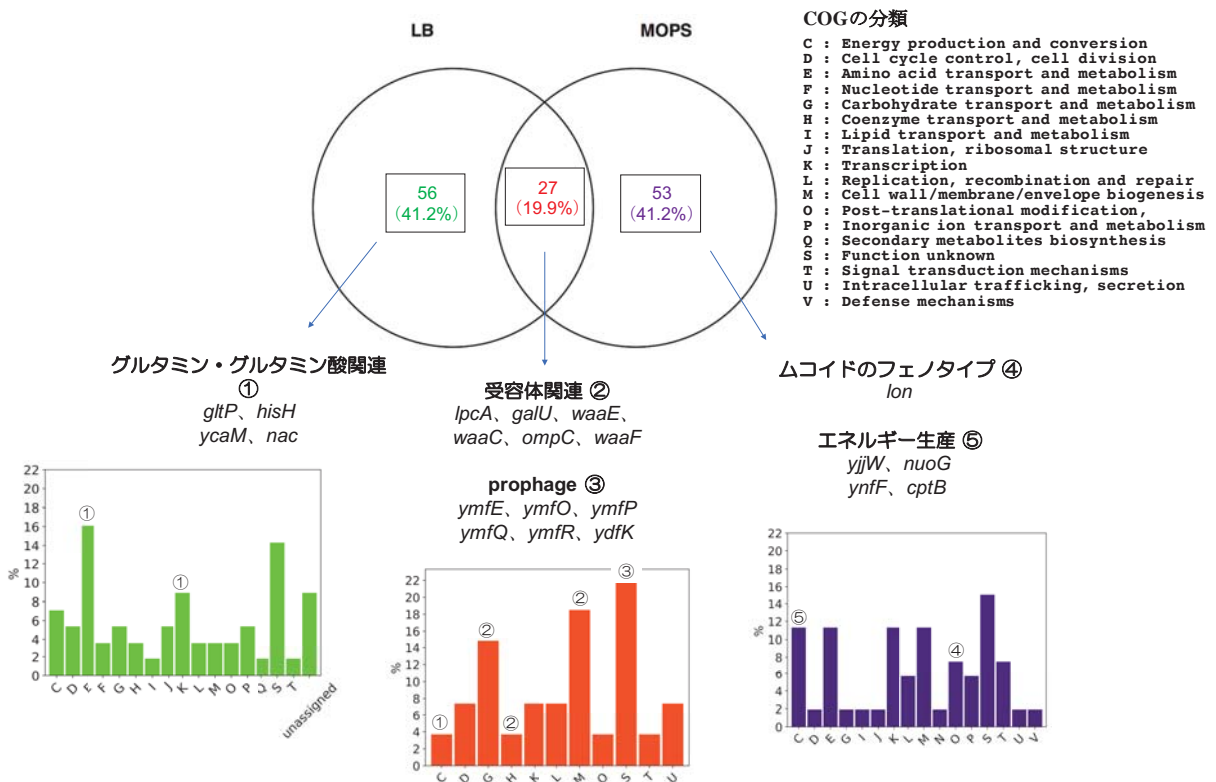 LB
MOPS
56
(41.2%)
27
(19.9%)
53
(41.2%)
COGの分類
C : Energy production and conversion
D : Cell cycle control, cell division
E : Amino acid transport and metabolism
F : Nucleotide transport and metabolism
G : Carbohydrate transport and metabolism
H : Coenzyme transport and metabolism
I : Lipid transport and metabolism
J : Translation, ribosomal structure
K : Transcription
L : Replication, recombination and repair
M : Cell wall/membrane/envelope biogenesis
O : Post-translational modification,
P : Inorganic ion transport and metabolism
Q : Secondary metabolites biosynthesis
S : Function unknown
T : Signal transduction mechanisms
U : Intracellular trafficking, secretion
V : Defense mechanisms
グルタミン・グルタミン酸関連
①
gltP、hisH
ycaM、nac
受容体関連 ②
lpcA、galU、waaE、
waaC、ompC、waaF
prophage ③
ymfE、ymfO、ymfP
ymfQ、ymfR、ydfK
ムコイドのフェノタイプ ④
lon
エネルギー生産 ⑤
yjjW、nuoG
ynfF、cptB
22
20
18
16
14
12
10
8
6
4
2
0
%
①
①
C D E F G H I J K L M O P Q S T unassigned
22
20
18
16
14
12
10
8
6
4
2
0
%
①
②
②
②
③
C D G H K L M Q S T U
22
20
18
16
14
12
10
8
6
4
2
0
%
⑤
④
C D E G I J K L M N O P S T U V